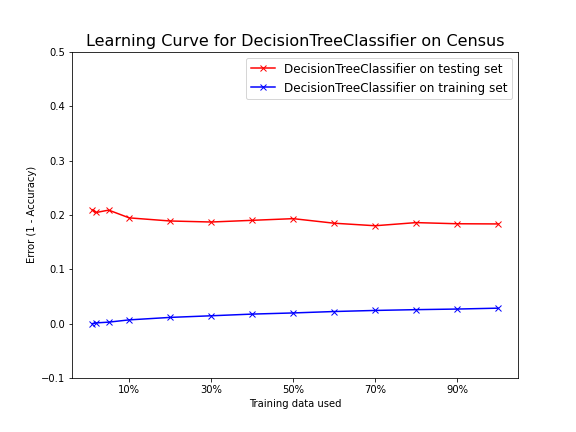 Learning Curve for DecisionTreeClassifier on Census
DecisionTreeClassifier on testing set
DecisionTreeClassifier on training set
0.5
0.4
0.3
0.2
0.1
0.0
−0.1
Error (1 - Accuracy)
10%
30%
50%
70%
90%
Training data used